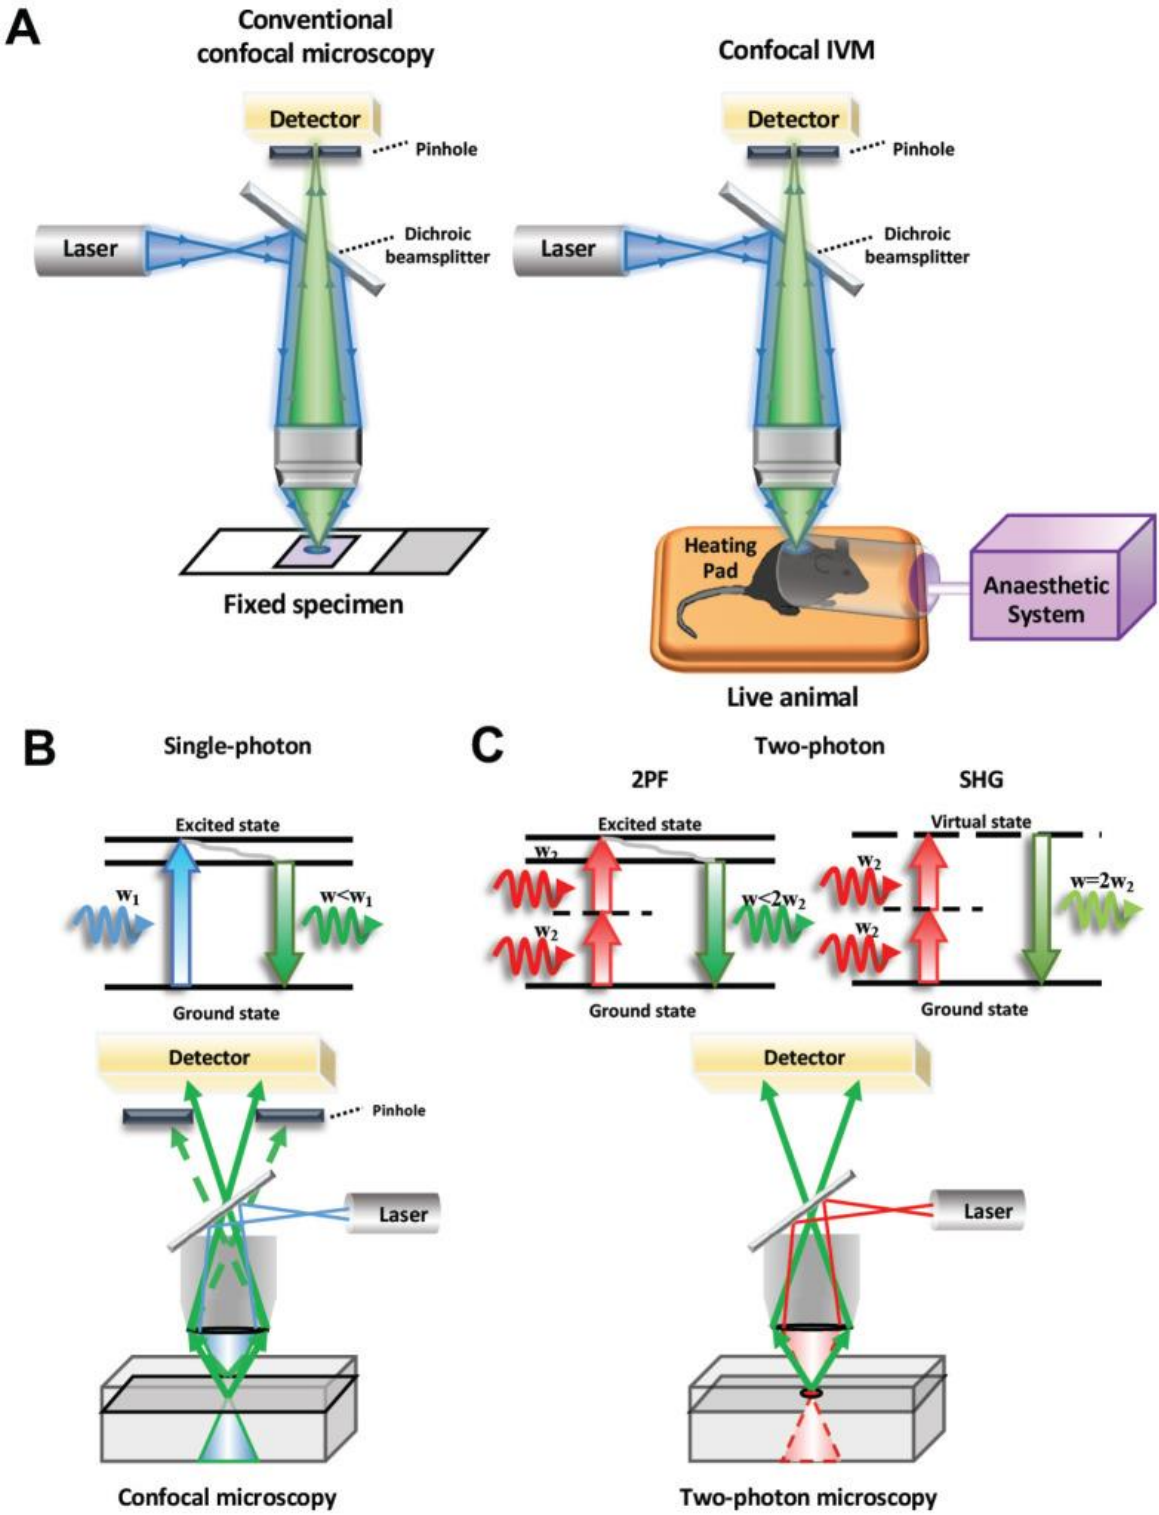 A
Conventional
confocal microscopy
Confocal IVM
Detector
Pinhole
Laser
Dichroic
beamsplitter
Fixed specimen
Detector
Pinhole
Laser
Dichroic
beamsplitter
Heating
Pad
Anaesthetic
System
Live animal
B
Single-photon
Excited state
w1
w<w1
Ground state
Detector
Pinhole
Laser
Confocal microscopy
C
Two-photon
2PF
SHG
Excited state
w2
w2
w<2w2
Ground state
Virtual state
w2
w2
w=2w2
Ground state
Detector
Laser
Two-photon microscopy